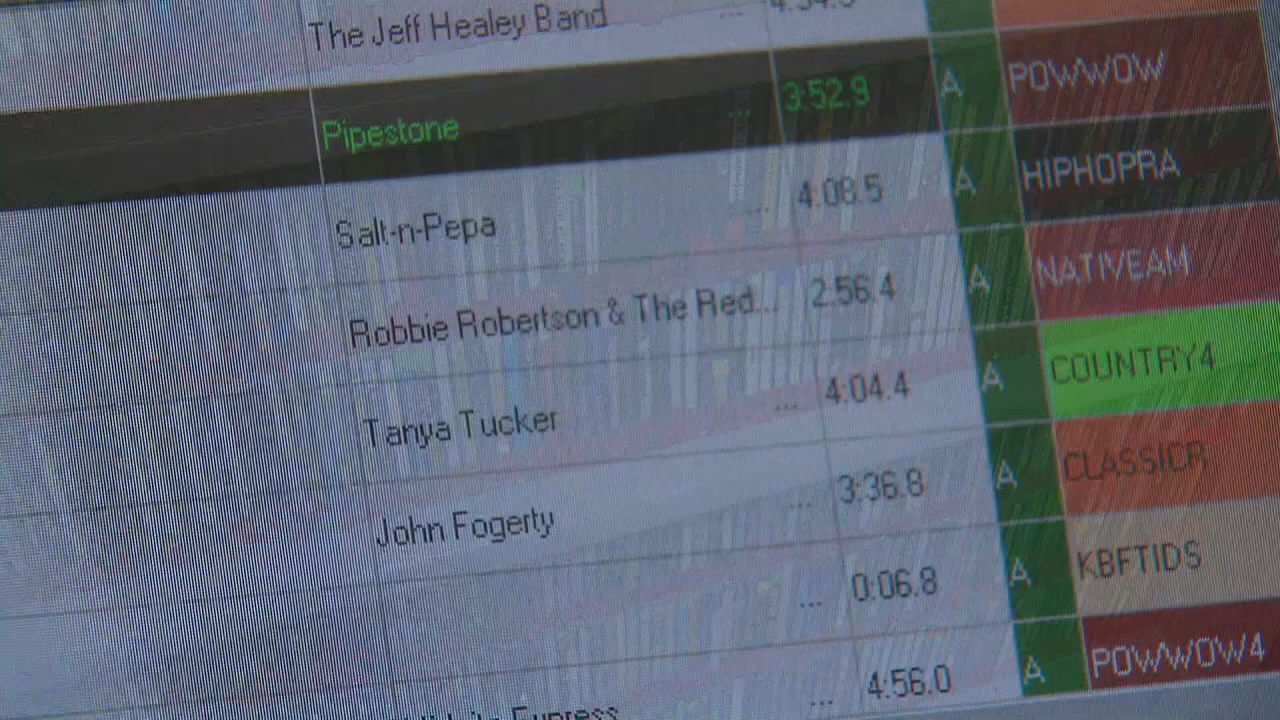 The Jeff Healey Band ...
Pipestone ... 3:52.9 A POWWOW
Salt-n-Pepa ... 4:08.5 A HIPHOPRA
Robbie Robertson & The Red... 2:56.4 A NATIVEAM
Tanya Tucker ... 4:04.4 A COUNTRY4
John Fogerty ... 3:36.8 A CLASSICR
... 0:06.8 A KBFTIDS
Express ... 4:56.0 A POWWOW4